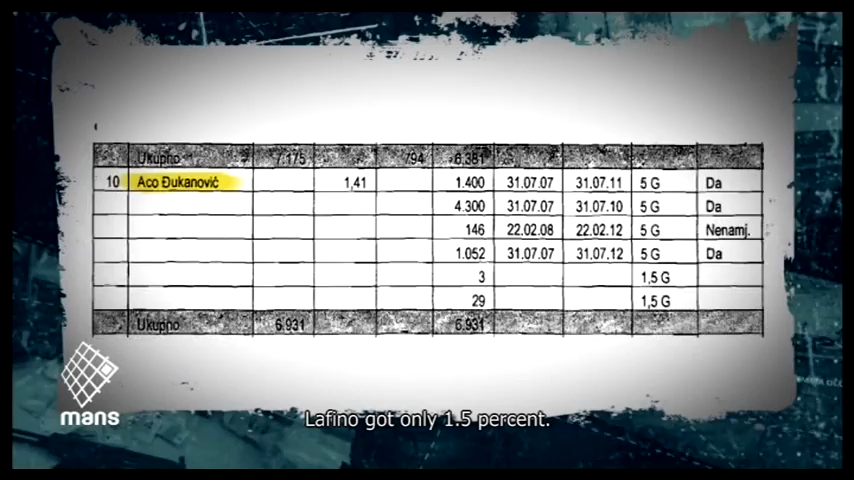 Ukupno 7.175 794 6.381
10 Aco Đukanović 1,41 1.400 31.07.07 31.07.11 5 G Da
4.300 31.07.07 31.07.10 5 G Da
146 22.02.08 22.02.12 5 G Nenamj.
1.052 31.07.07 31.07.12 5 G Da
3 1,5 G
29 1,5 G
Ukupno 6.931 6.931
mans
Lafino got only 1.5 percent.